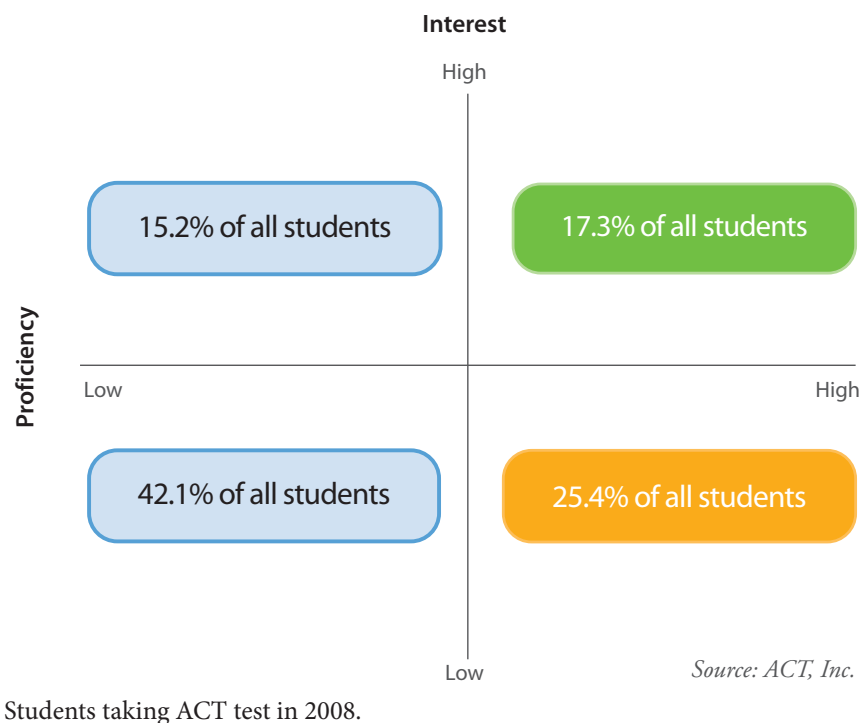 Interest
High
15.2% of all students
17.3% of all students
Proficiency
Low
High
42.1% of all students
25.4% of all students
Low
Source: ACT, Inc.
Students taking ACT test in 2008.